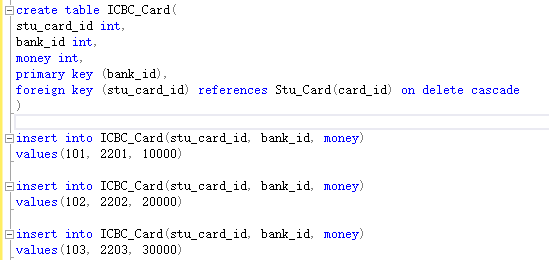 create table ICBC_Card(
stu_card_id int,
bank_id int,
money int,
primary key (bank_id),
foreign key (stu_card_id) references Stu_Card(card_id) on delete cascade
)
insert into ICBC_Card(stu_card_id, bank_id, money)
values(101, 2201, 10000)
insert into ICBC_Card(stu_card_id, bank_id, money)
values(102, 2202, 20000)
insert into ICBC_Card(stu_card_id, bank_id, money)
values(103, 2203, 30000)